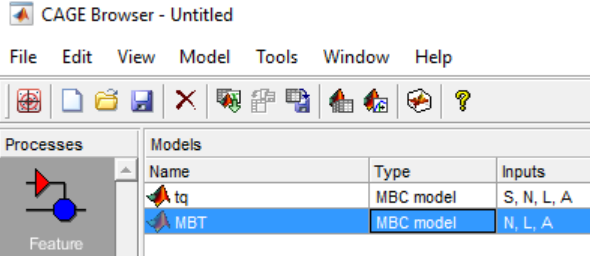 CAGE Browser - Untitled
File Edit View Model Tools Window Help
Processes Models
Name Type Inputs
tq MBC model S, N, L, A
MBT MBC model N, L, A
Feature